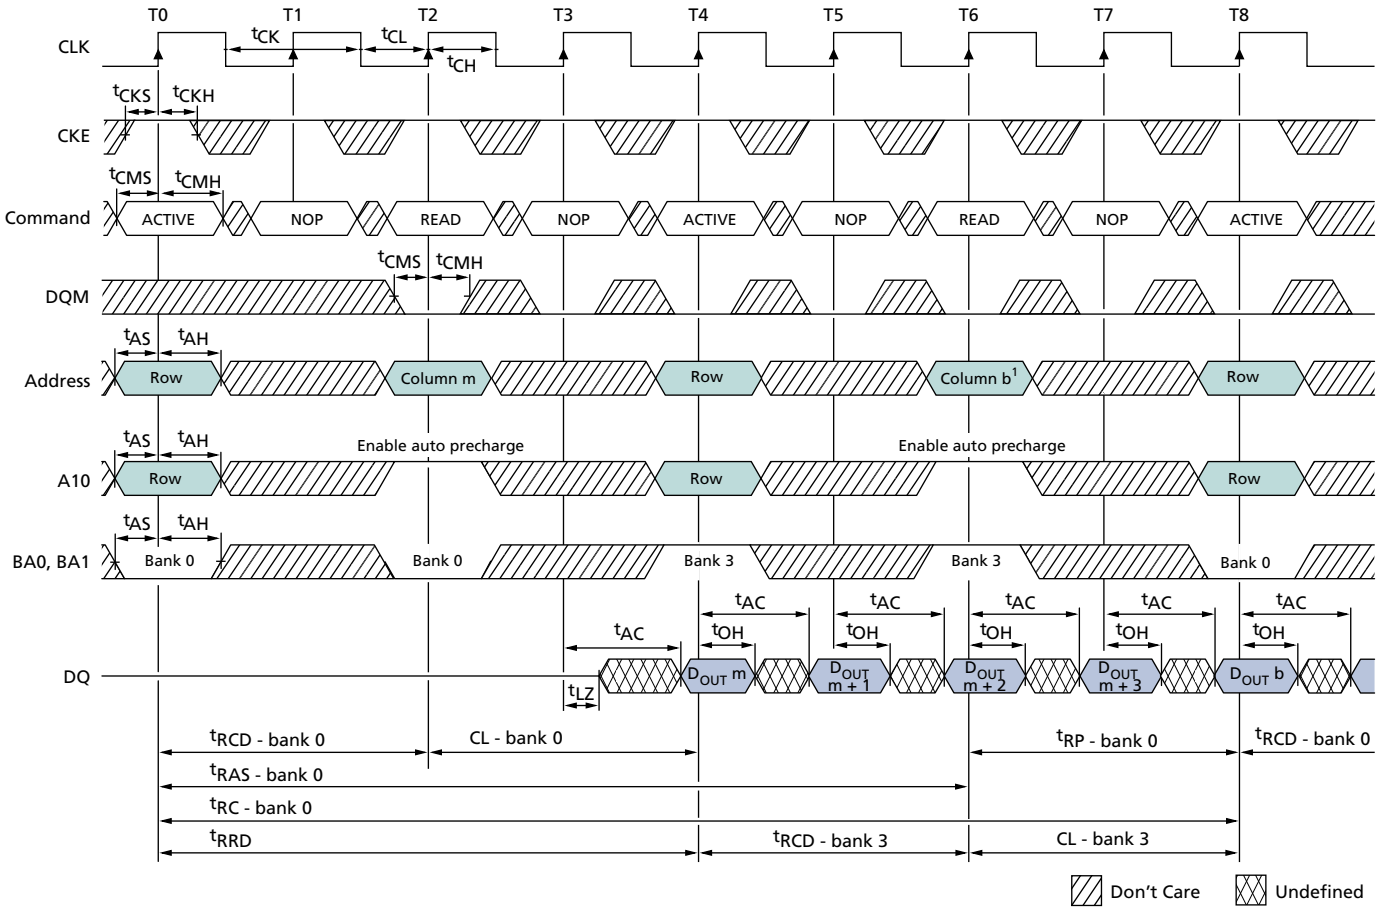 T0 T1 T2 T3 T4 T5 T6 T7 T8
CLK
tCK tCL
tCH
tCKS tCKH
CKE
tCMS tCMH
Command ACTIVE NOP READ NOP ACTIVE NOP READ NOP ACTIVE
tCMS tCMH
DQM
tAS tAH
Address Row Column m Row Column b1 Row
tAS tAH Enable auto precharge Enable auto precharge
A10 Row Row Row
tAS tAH
BA0, BA1 Bank 0 Bank 0 Bank 3 Bank 3 Bank 0
tAC tAC tAC tAC tAC
tAC tOH tOH tOH tOH tOH
DQ DOUT m DOUT m + 1 DOUT m + 2 DOUT m + 3 DOUT b
tLZ
tRCD - bank 0 CL - bank 0 tRP - bank 0 tRCD - bank 0
tRAS - bank 0
tRC - bank 0
tRRD tRCD - bank 3 CL - bank 3
Don't Care Undefined